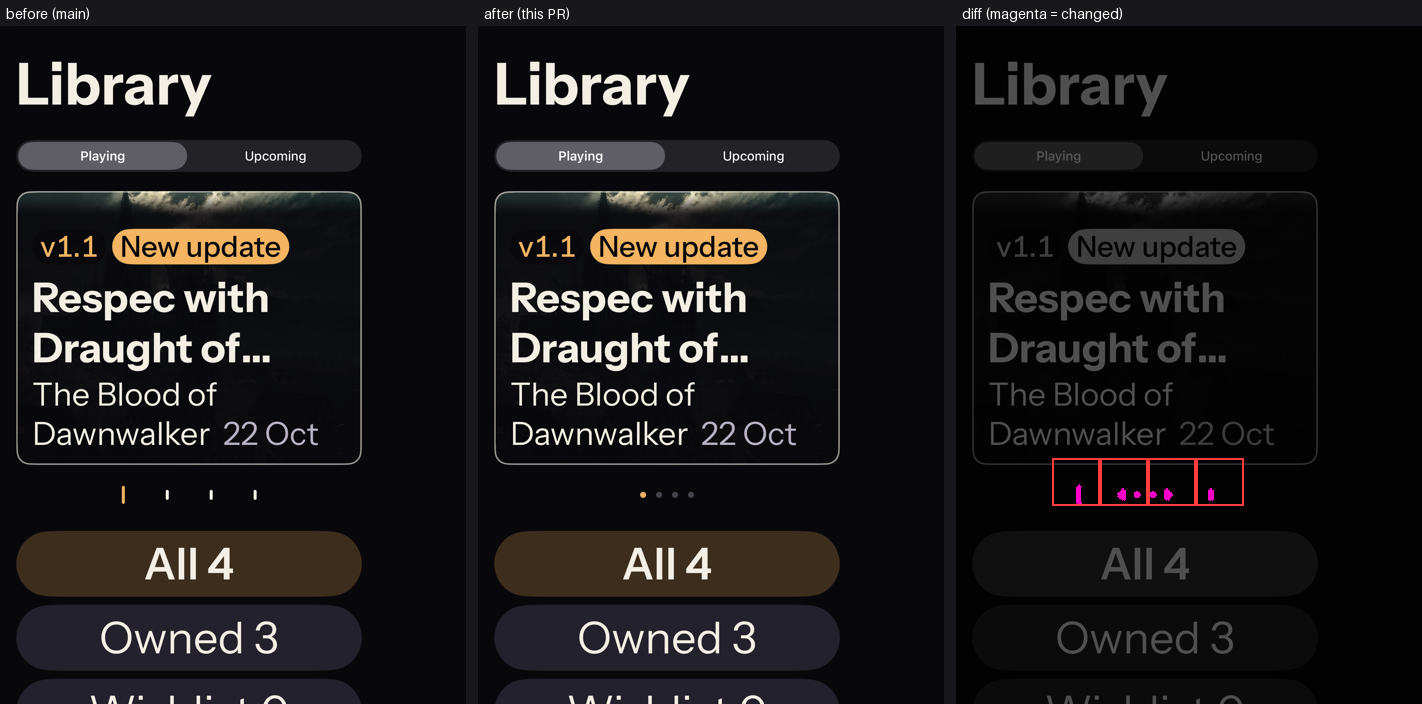 before (main)
after (this PR)
diff (magenta = changed)
Library
Playing Upcoming
v1.1 New update
Respec with
Draught of...
The Blood of
Dawnwalker 22 Oct
All 4
Owned 3
Library
Playing Upcoming
v1.1 New update
Respec with
Draught of...
The Blood of
Dawnwalker 22 Oct
All 4
Owned 3
Library
Playing Upcoming
v1.1 New update
Respec with
Draught of...
The Blood of
Dawnwalker 22 Oct
All 4
Owned 3